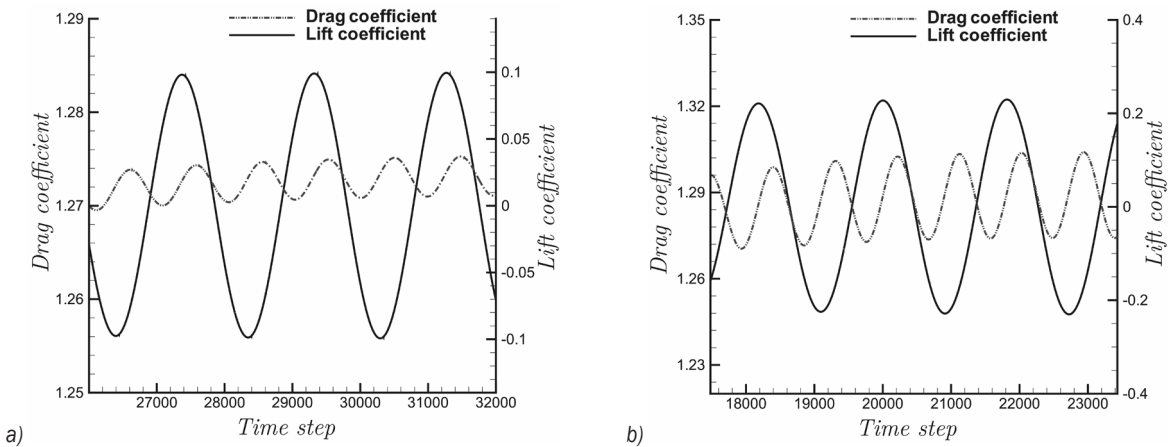 Drag coefficient
Lift coefficient
1.29
1.28
1.27
1.26
1.25
Drag coefficient
0.1
0.05
0
-0.05
-0.1
Lift coefficient
27000 28000 29000 30000 31000 32000
Time step
a)
Drag coefficient
Lift coefficient
1.35
1.32
1.29
1.26
1.23
Drag coefficient
0.4
0.2
0
-0.2
-0.4
Lift coefficient
18000 19000 20000 21000 22000 23000
Time step
b)